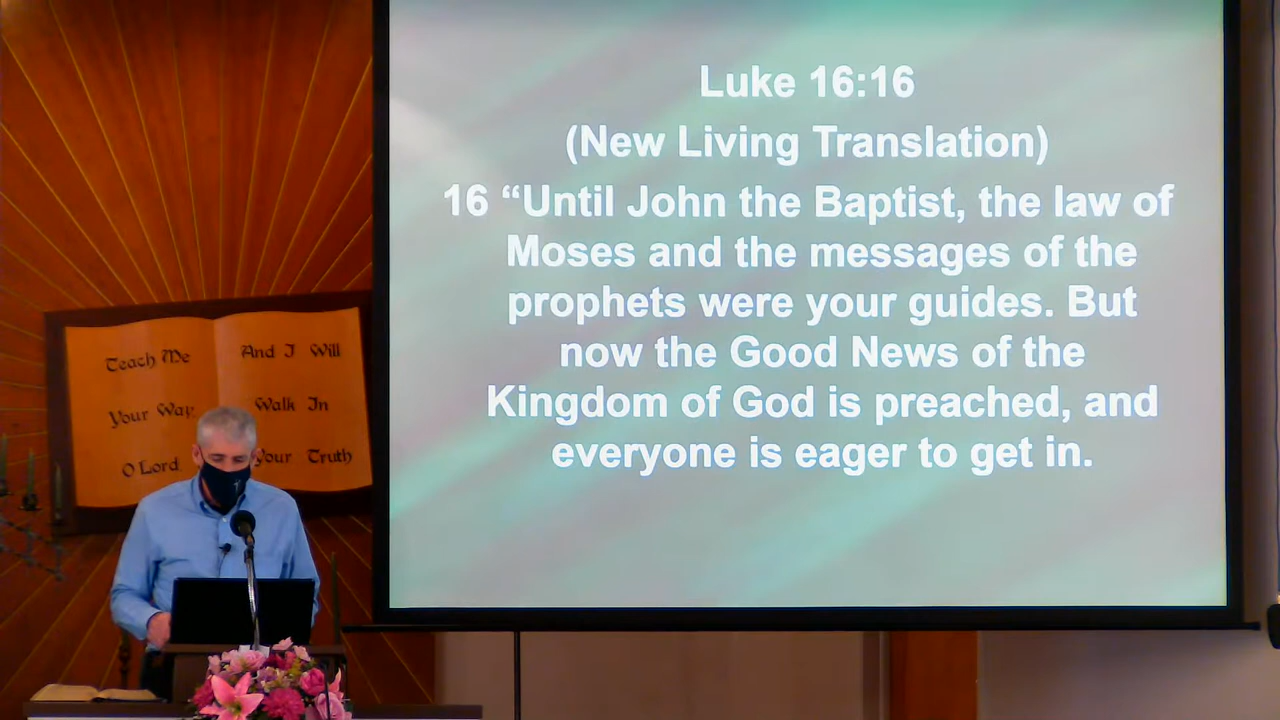 Luke 16:16
(New Living Translation)
16 “Until John the Baptist, the law of
Moses and the messages of the
prophets were your guides. But
now the Good News of the
Kingdom of God is preached, and
everyone is eager to get in.
Teach Me
Your Way
O Lord
And I Will
Walk In
Your Truth